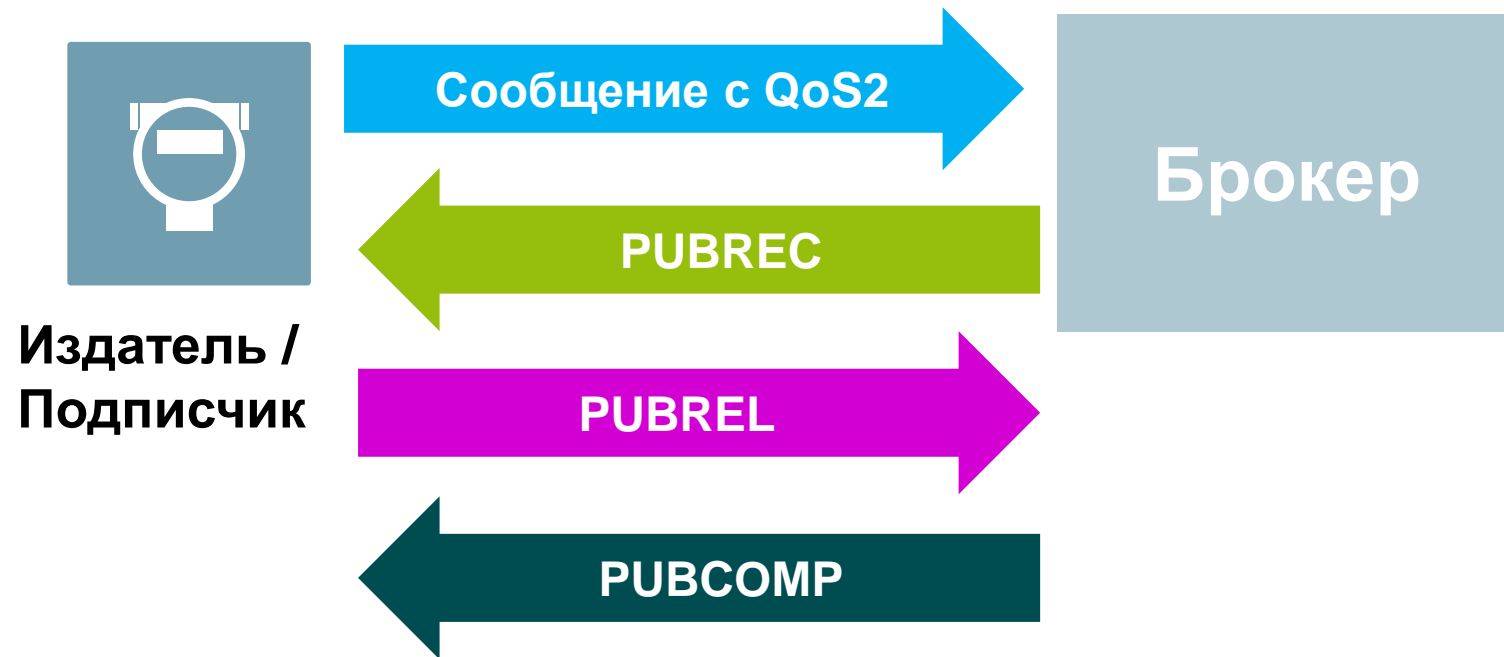 Сообщение с QoS2
Брокер
PUBREC
Издатель /
Подписчик
PUBREL
PUBCOMP